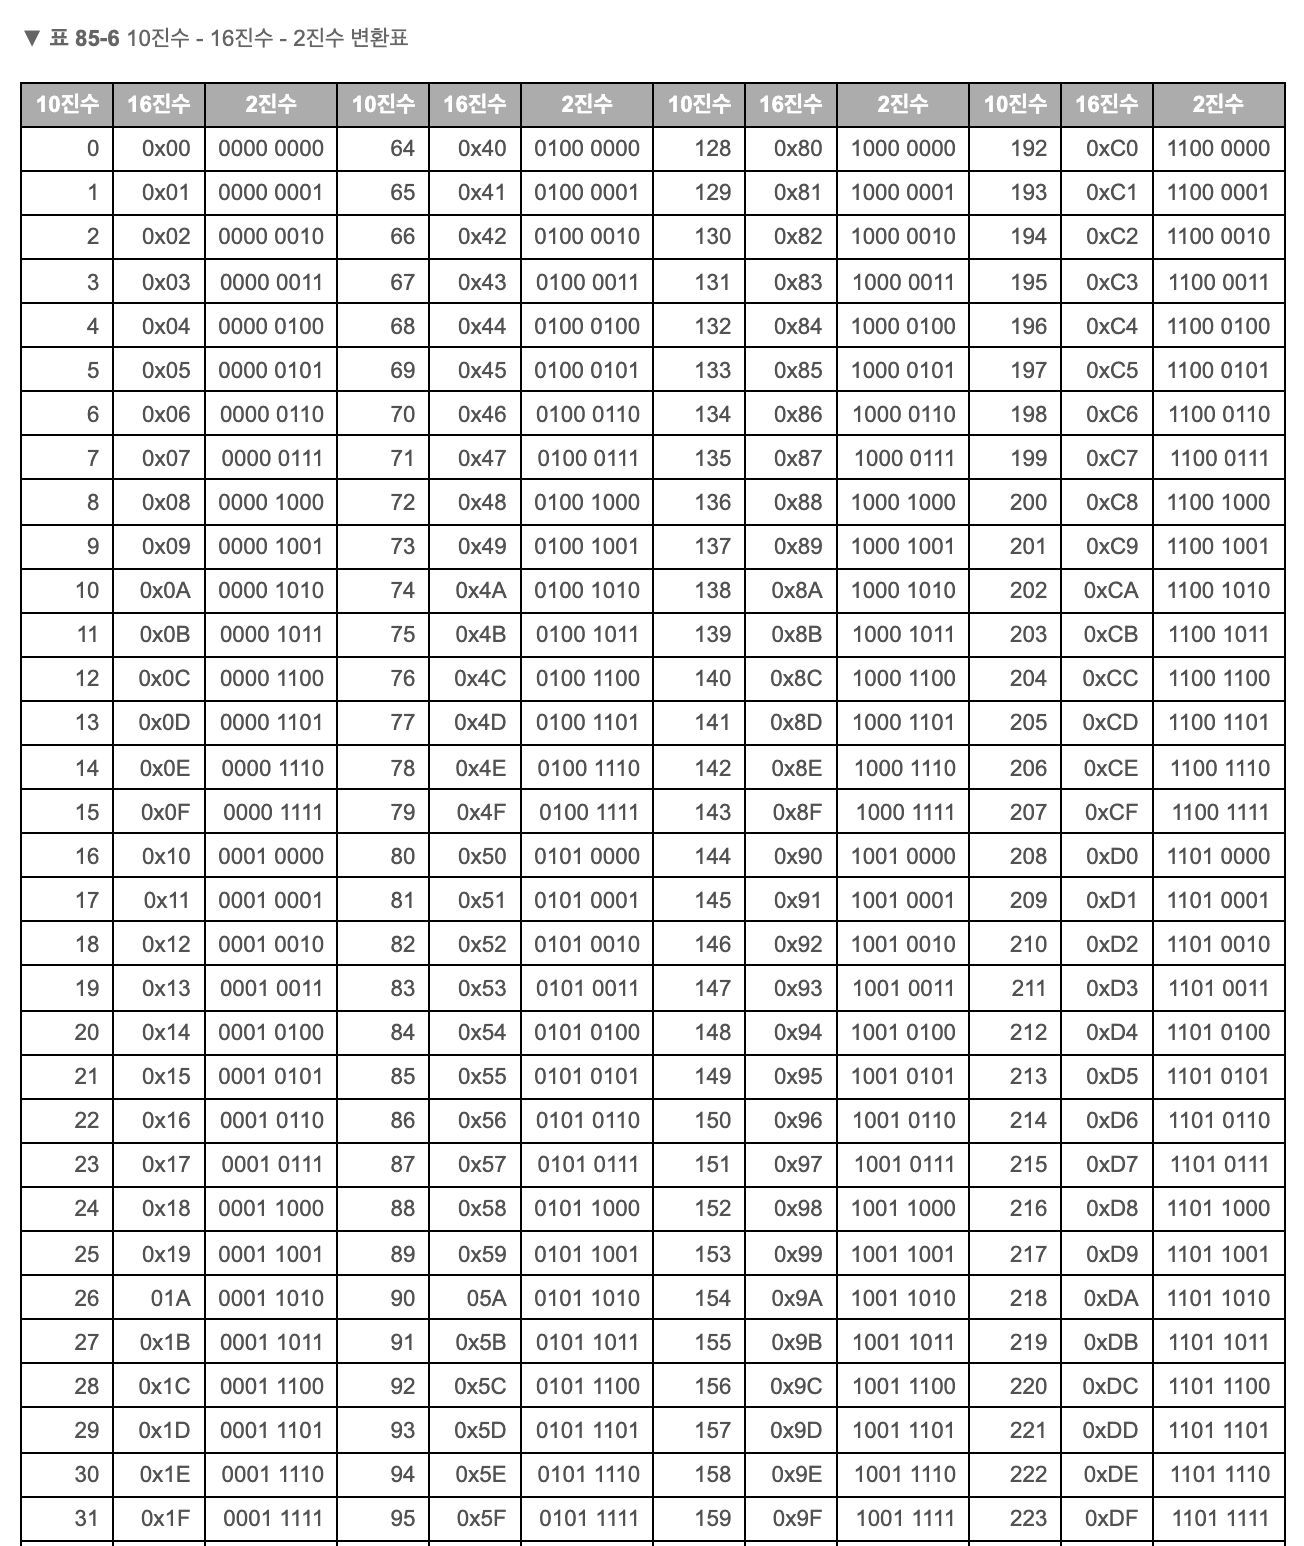 ▼ 표 85-6 10진수 - 16진수 - 2진수 변환표
10진수 16진수 2진수 10진수 16진수 2진수 10진수 16진수 2진수 10진수 16진수 2진수
0 0x00 0000 0000 64 0x40 0100 0000 128 0x80 1000 0000 192 0xC0 1100 0000
1 0x01 0000 0001 65 0x41 0100 0001 129 0x81 1000 0001 193 0xC1 1100 0001
2 0x02 0000 0010 66 0x42 0100 0010 130 0x82 1000 0010 194 0xC2 1100 0010
3 0x03 0000 0011 67 0x43 0100 0011 131 0x83 1000 0011 195 0xC3 1100 0011
4 0x04 0000 0100 68 0x44 0100 0100 132 0x84 1000 0100 196 0xC4 1100 0100
5 0x05 0000 0101 69 0x45 0100 0101 133 0x85 1000 0101 197 0xC5 1100 0101
6 0x06 0000 0110 70 0x46 0100 0110 134 0x86 1000 0110 198 0xC6 1100 0110
7 0x07 0000 0111 71 0x47 0100 0111 135 0x87 1000 0111 199 0xC7 1100 0111
8 0x08 0000 1000 72 0x48 0100 1000 136 0x88 1000 1000 200 0xC8 1100 1000
9 0x09 0000 1001 73 0x49 0100 1001 137 0x89 1000 1001 201 0xC9 1100 1001
10 0x0A 0000 1010 74 0x4A 0100 1010 138 0x8A 1000 1010 202 0xCA 1100 1010
11 0x0B 0000 1011 75 0x4B 0100 1011 139 0x8B 1000 1011 203 0xCB 1100 1011
12 0x0C 0000 1100 76 0x4C 0100 1100 140 0x8C 1000 1100 204 0xCC 1100 1100
13 0x0D 0000 1101 77 0x4D 0100 1101 141 0x8D 1000 1101 205 0xCD 1100 1101
14 0x0E 0000 1110 78 0x4E 0100 1110 142 0x8E 1000 1110 206 0xCE 1100 1110
15 0x0F 0000 1111 79 0x4F 0100 1111 143 0x8F 1000 1111 207 0xCF 1100 1111
16 0x10 0001 0000 80 0x50 0101 0000 144 0x90 1001 0000 208 0xD0 1101 0000
17 0x11 0001 0001 81 0x51 0101 0001 145 0x91 1001 0001 209 0xD1 1101 0001
18 0x12 0001 0010 82 0x52 0101 0010 146 0x92 1001 0010 210 0xD2 1101 0010
19 0x13 0001 0011 83 0x53 0101 0011 147 0x93 1001 0011 211 0xD3 1101 0011
20 0x14 0001 0100 84 0x54 0101 0100 148 0x94 1001 0100 212 0xD4 1101 0100
21 0x15 0001 0101 85 0x55 0101 0101 149 0x95 1001 0101 213 0xD5 1101 0101
22 0x16 0001 0110 86 0x56 0101 0110 150 0x96 1001 0110 214 0xD6 1101 0110
23 0x17 0001 0111 87 0x57 0101 0111 151 0x97 1001 0111 215 0xD7 1101 0111
24 0x18 0001 1000 88 0x58 0101 1000 152 0x98 1001 1000 216 0xD8 1101 1000
25 0x19 0001 1001 89 0x59 0101 1001 153 0x99 1001 1001 217 0xD9 1101 1001
26 01A 0001 1010 90 05A 0101 1010 154 0x9A 1001 1010 218 0xDA 1101 1010
27 0x1B 0001 1011 91 0x5B 0101 1011 155 0x9B 1001 1011 219 0xDB 1101 1011
28 0x1C 0001 1100 92 0x5C 0101 1100 156 0x9C 1001 1100 220 0xDC 1101 1100
29 0x1D 0001 1101 93 0x5D 0101 1101 157 0x9D 1001 1101 221 0xDD 1101 1101
30 0x1E 0001 1110 94 0x5E 0101 1110 158 0x9E 1001 1110 222 0xDE 1101 1110
31 0x1F 0001 1111 95 0x5F 0101 1111 159 0x9F 1001 1111 223 0xDF 1101 1111